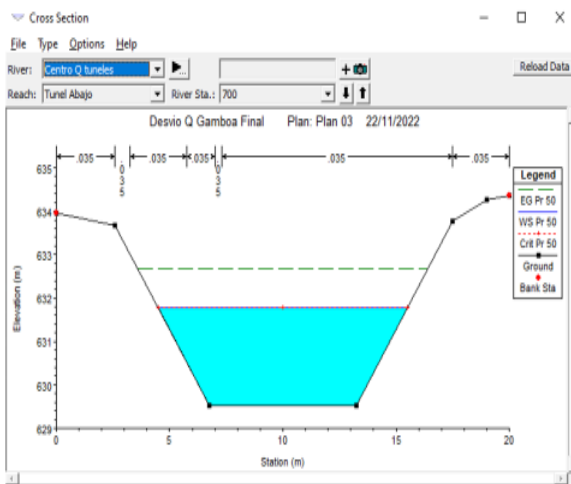 Cross Section
File Type Options Help
River: Centro Q tuneles
Reload Data
Reach: Tunel Abajo River Sta.: 700
Desvio Q Gamboa Final Plan: Plan 03 22/11/2022
.035 .035 .035 .035 .035 .035 .035
Legend
EG Pr 50
WS Pr 50
Crit Pr 50
Ground
Bank Sta
635
634
633
632
631
630
629
Elevation (m)
0 5 10 15 20
Station (m)